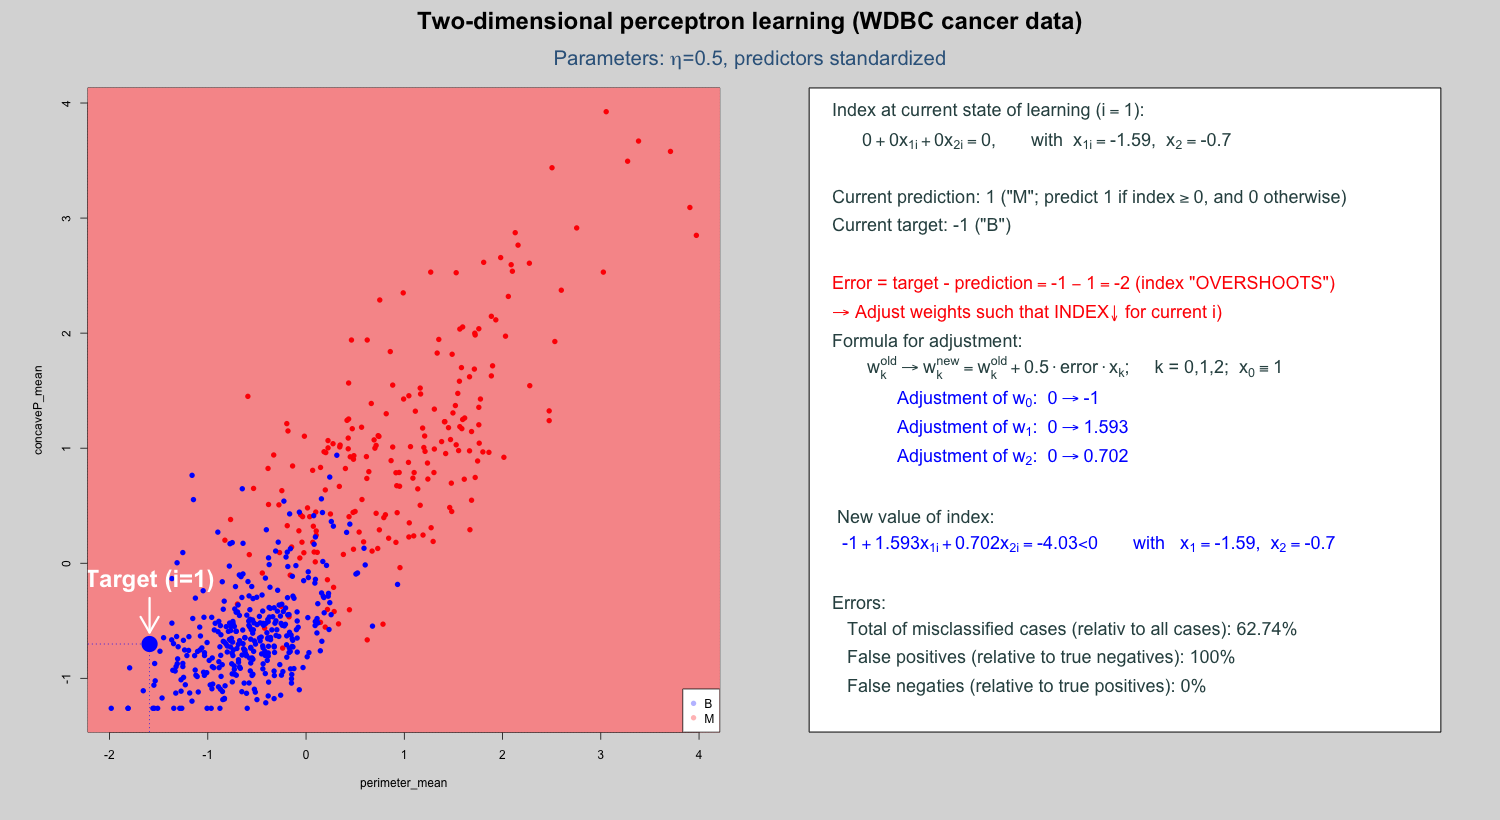 Two-dimensional perceptron learning (WDBC cancer data)
Parameters: η=0.5, predictors standardized
4
3
2
1
0
-1
concaveP_mean
Target (i=1)
B
M
-2
-1
0
1
2
3
4
perimeter_mean
Index at current state of learning (i = 1):
0 + 0x1i + 0x2i = 0, with x1i = -1.59, x2 = -0.7
Current prediction: 1 ("M"; predict 1 if index ≥ 0, and 0 otherwise)
Current target: -1 ("B")
Error = target - prediction = -1 − 1 = -2 (index "OVERSHOOTS")
→ Adjust weights such that INDEX↓ for current i)
Formula for adjustment:
w_k^old → w_k^new = w_k^old + 0.5 · error · x_k; k = 0,1,2; x0 ≡ 1
Adjustment of w0: 0 → -1
Adjustment of w1: 0 → 1.593
Adjustment of w2: 0 → 0.702
New value of index:
-1 + 1.593x1i + 0.702x2i = -4.03<0 with x1 = -1.59, x2 = -0.7
Errors:
Total of misclassified cases (relativ to all cases): 62.74%
False positives (relative to true negatives): 100%
False negaties (relative to true positives): 0%